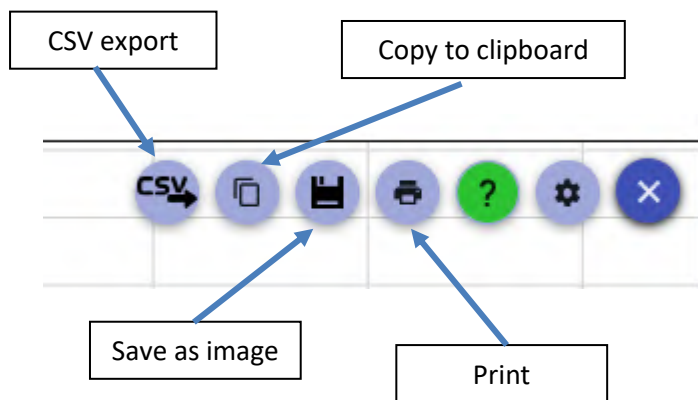 CSV export
Copy to clipboard
CSV
?
Save as image
Print